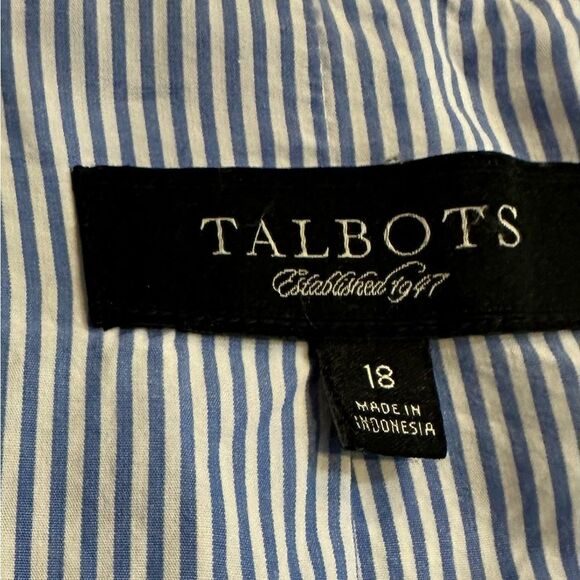 TALBOTS
Established 1947
18
MADE IN
INDONESIA